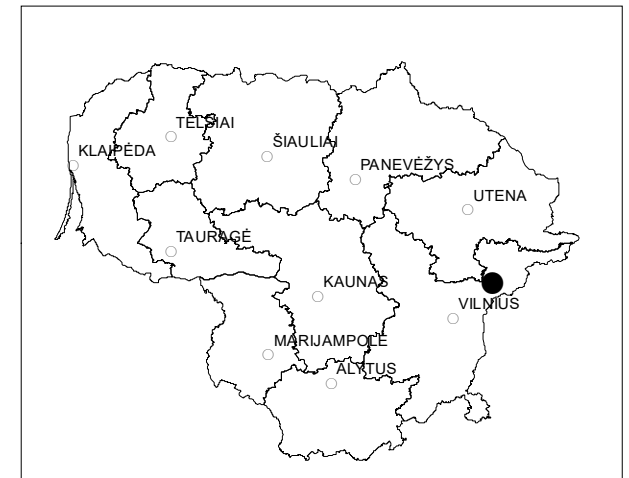 TELŠIAI
ŠIAULIAI
KLAIPĖDA
PANEVĖŽYS
UTENA
TAURAGĖ
KAUNAS
VILNIUS
MARIJAMPOLĖ
ALYTUS